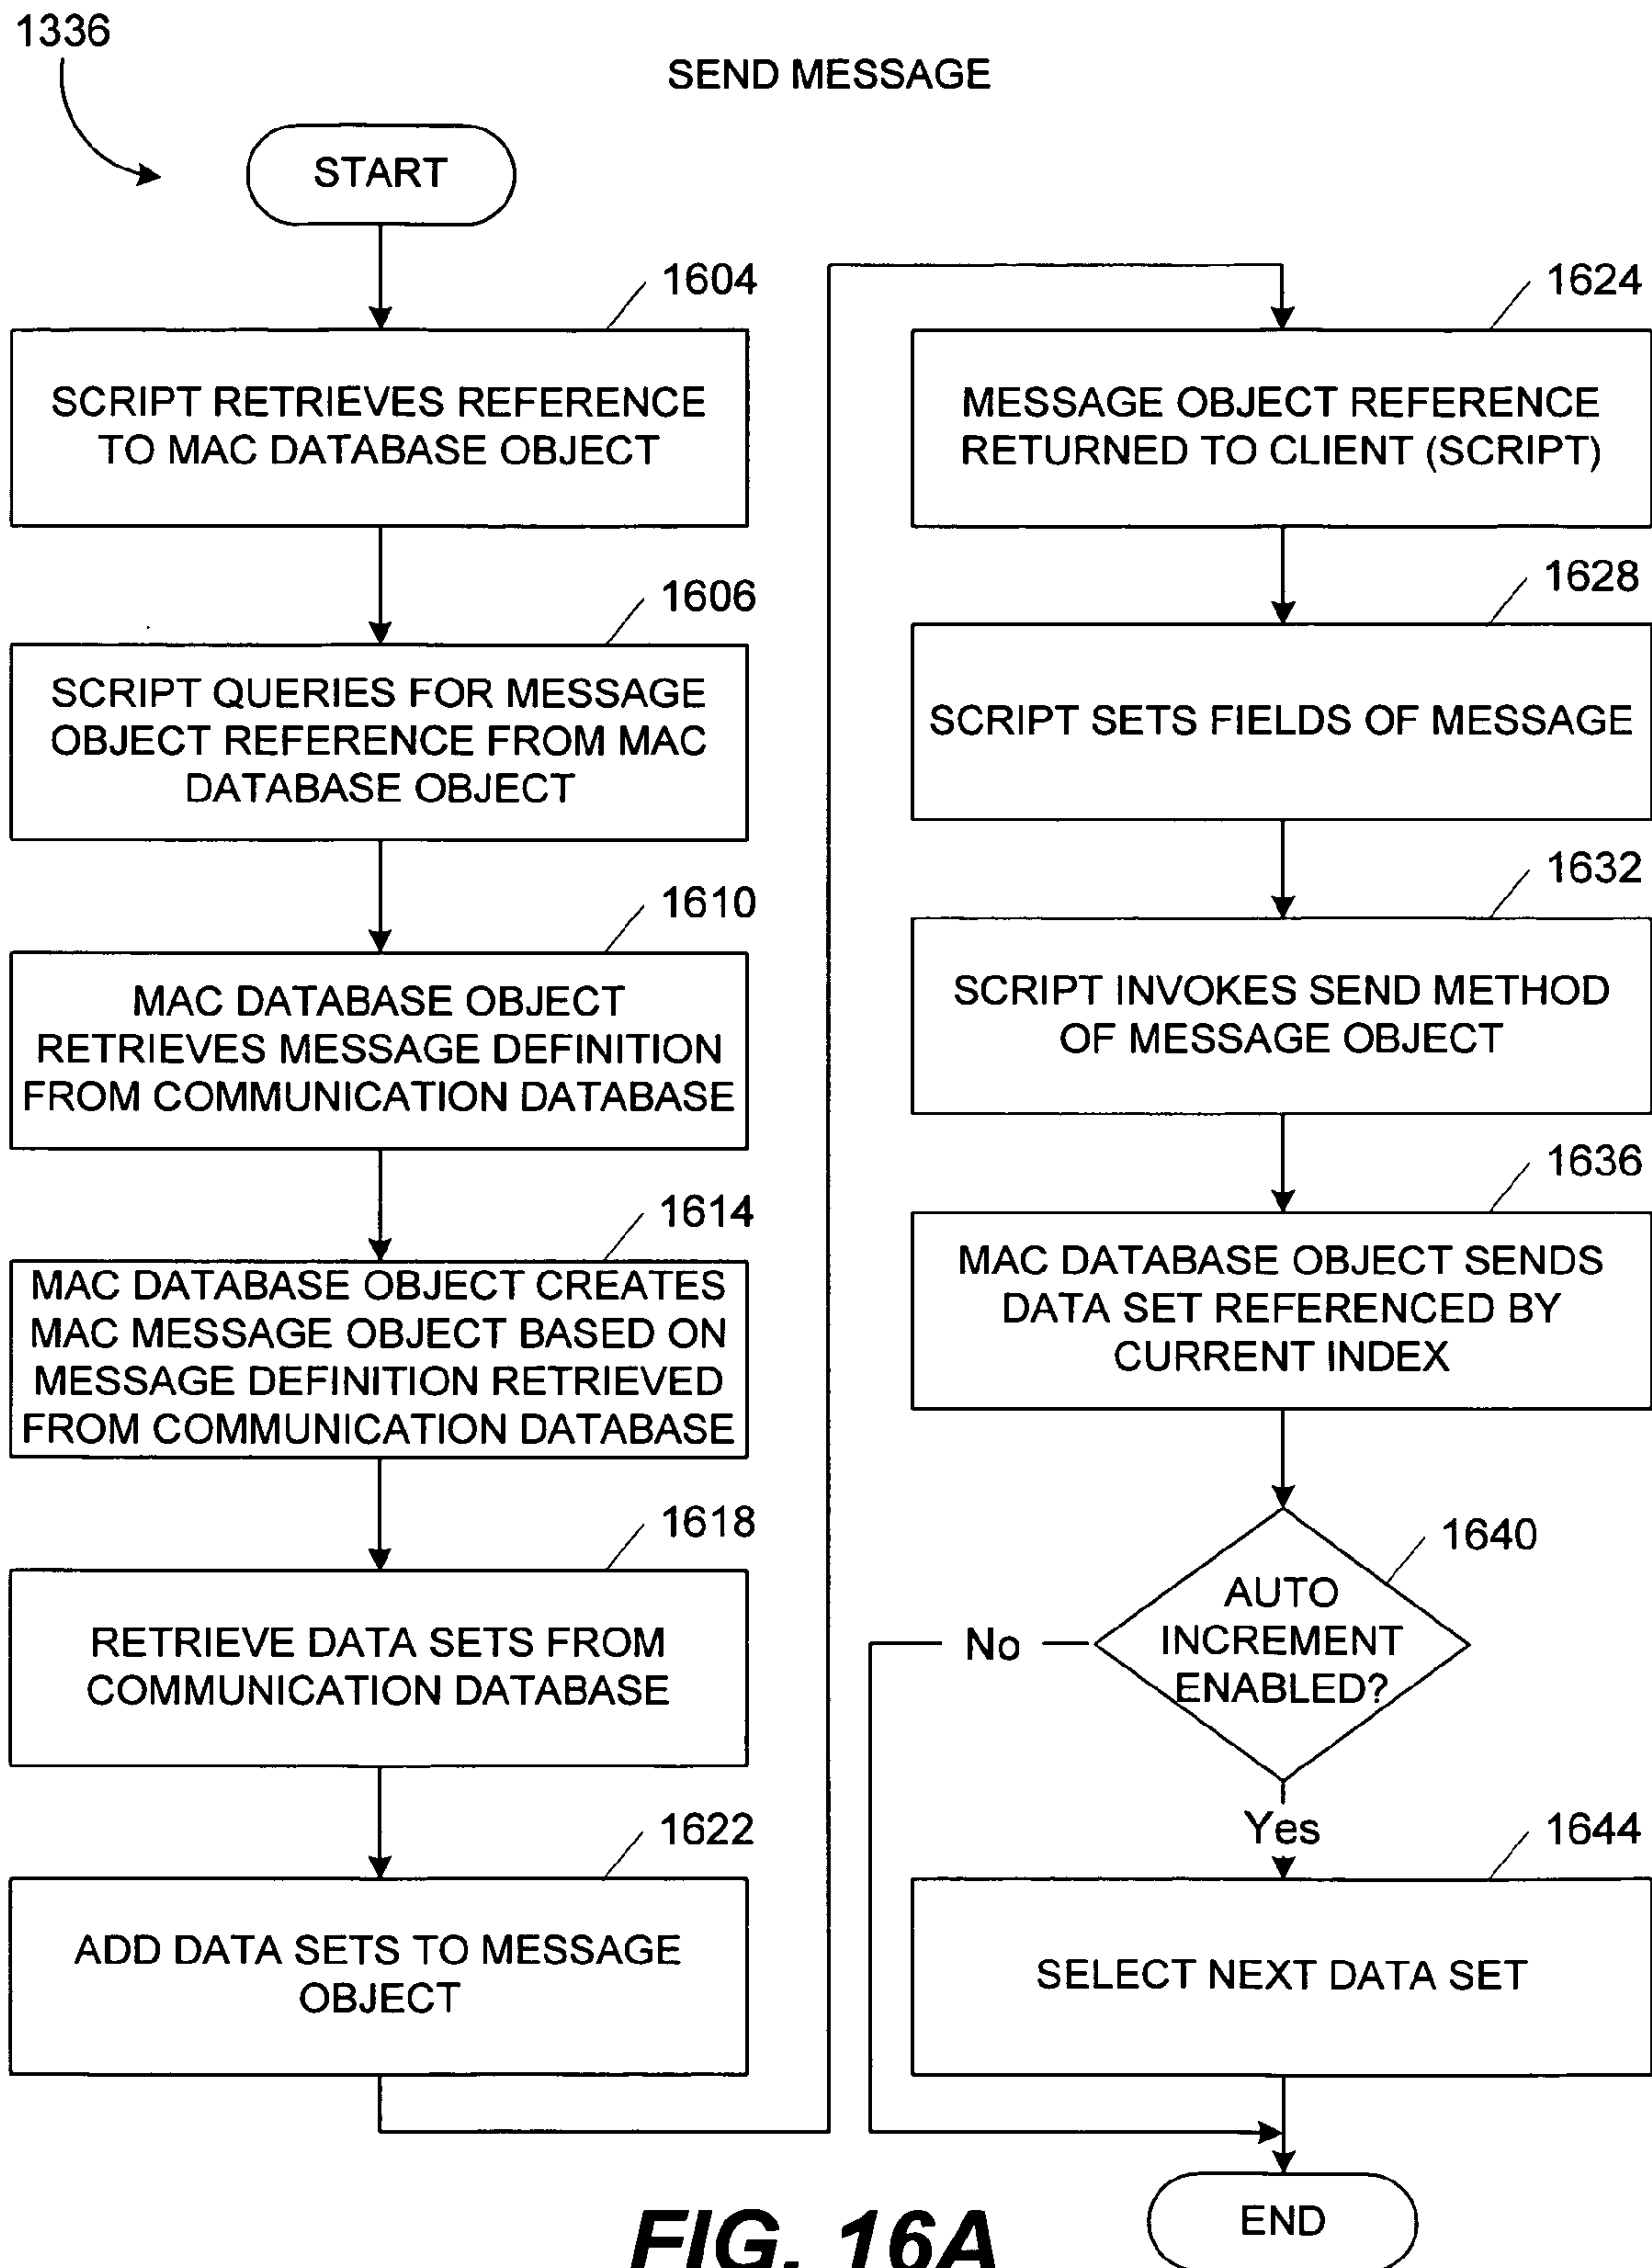 1336
SEND MESSAGE
START
1604
SCRIPT RETRIEVES REFERENCE
TO MAC DATABASE OBJECT
1606
SCRIPT QUERIES FOR MESSAGE
OBJECT REFERENCE FROM MAC
DATABASE OBJECT
1610
MAC DATABASE OBJECT
RETRIEVES MESSAGE DEFINITION
FROM COMMUNICATION DATABASE
1614
MAC DATABASE OBJECT CREATES
MAC MESSAGE OBJECT BASED ON
MESSAGE DEFINITION RETRIEVED
FROM COMMUNICATION DATABASE
1618
RETRIEVE DATA SETS FROM
COMMUNICATION DATABASE
1622
ADD DATA SETS TO MESSAGE
OBJECT
1624
MESSAGE OBJECT REFERENCE
RETURNED TO CLIENT (SCRIPT)
1628
SCRIPT SETS FIELDS OF MESSAGE
1632
SCRIPT INVOKES SEND METHOD
OF MESSAGE OBJECT
1636
MAC DATABASE OBJECT SENDS
DATA SET REFERENCED BY
CURRENT INDEX
1640
AUTO
INCREMENT
ENABLED?
No
Yes
1644
SELECT NEXT DATA SET
END
FIG. 16A